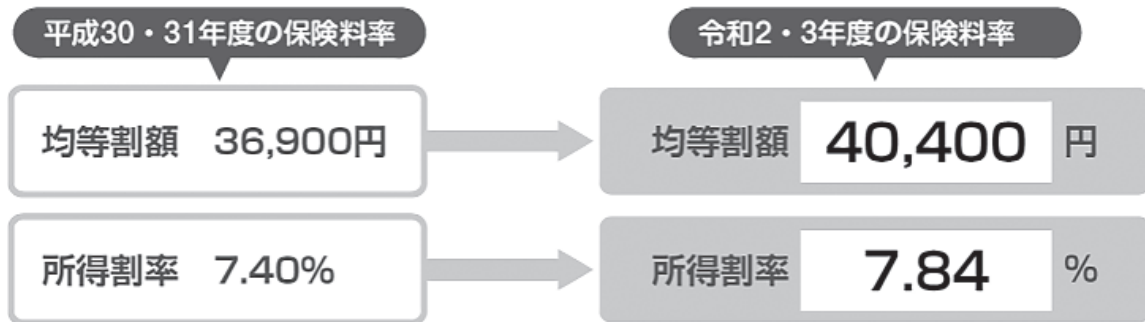 平成30・31年度の保険料率
令和2・3年度の保険料率
均等割額 36,900円
均等割額 40,400 円
所得割率 7.40%
所得割率 7.84 %